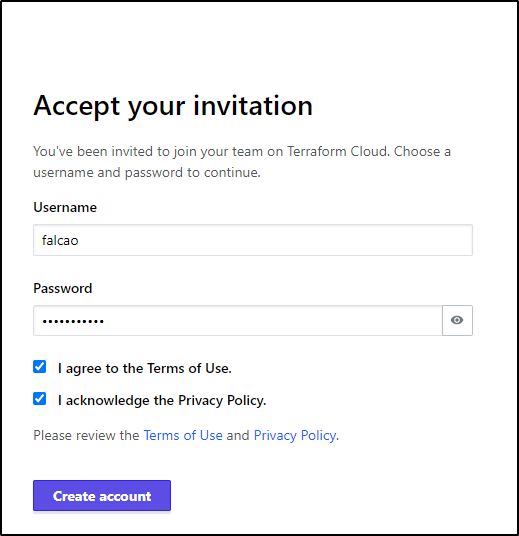 Accept your invitation
You've been invited to join your team on Terraform Cloud. Choose a
username and password to continue.
Username
falcao
Password
•••••••••••
I agree to the Terms of Use.
I acknowledge the Privacy Policy.
Please review the Terms of Use and Privacy Policy.
Create account